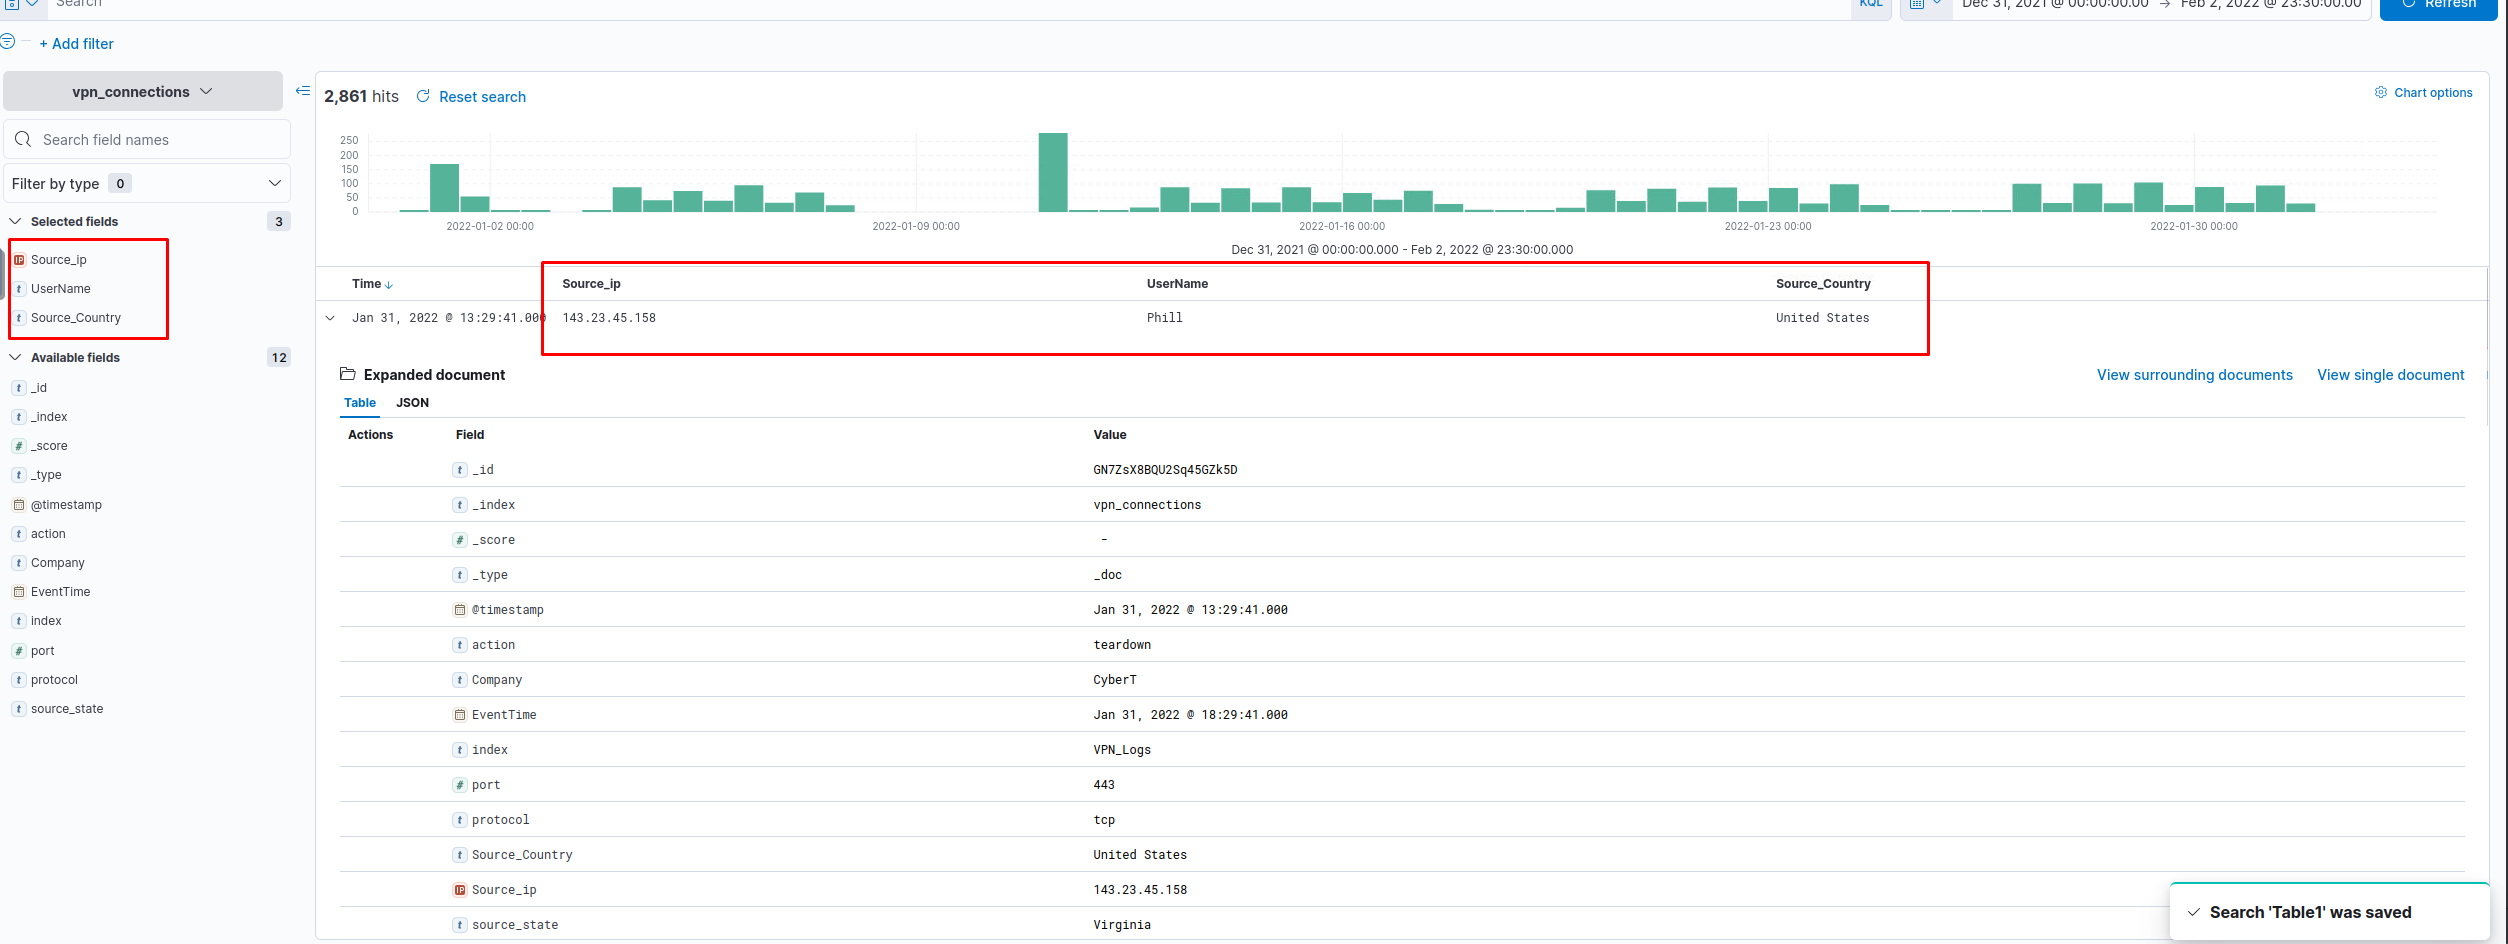 Search
KQL
Dec 31, 2021 @ 00:00:00.00 → Feb 2, 2022 @ 23:30:00.00
Refresh
+ Add filter
vpn_connections
2,861 hits
Reset search
Chart options
Search field names
Filter by type 0
Selected fields 3
Source_ip
UserName
Source_Country
Available fields 12
_id
_index
_score
_type
@timestamp
action
Company
EventTime
index
port
protocol
source_state
250
200
150
100
50
0
2022-01-02 00:00
2022-01-09 00:00
2022-01-16 00:00
2022-01-23 00:00
2022-01-30 00:00
Dec 31, 2021 @ 00:00:00.000 - Feb 2, 2022 @ 23:30:00.000
Time Source_ip UserName Source_Country
Jan 31, 2022 @ 13:29:41.000 143.23.45.158 Phill United States
Expanded document
View surrounding documents View single document
Table JSON
Actions Field Value
t _id GN7ZsX8BQU2Sq45GZk5D
t _index vpn_connections
# _score -
t _type _doc
@timestamp Jan 31, 2022 @ 13:29:41.000
t action teardown
t Company CyberT
EventTime Jan 31, 2022 @ 18:29:41.000
t index VPN_Logs
# port 443
t protocol tcp
t Source_Country United States
IP Source_ip 143.23.45.158
t source_state Virginia
Search 'Table1' was saved